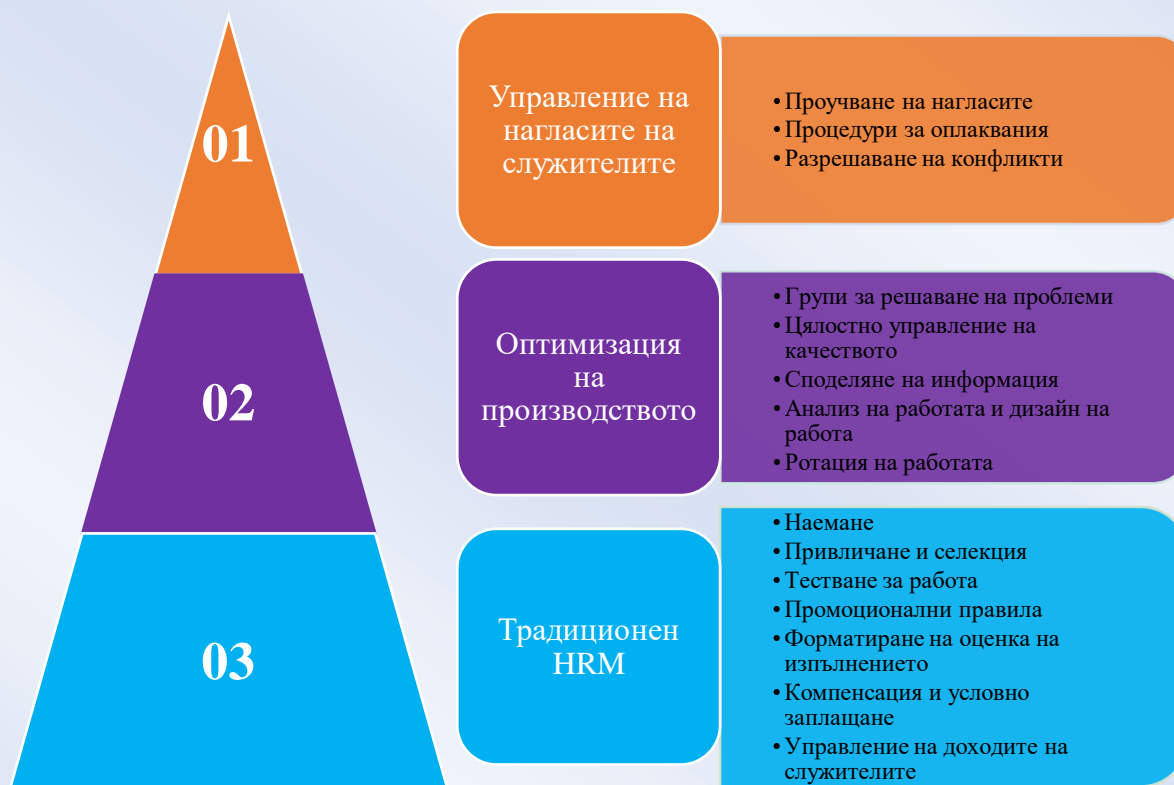 01
Управление на
нагласите на
служителите
• Проучване на нагласите
• Процедури за оплаквания
• Разрешаване на конфликти
02
Оптимизация
на
производството
• Групи за решаване на проблеми
• Цялостно управление на
качеството
• Споделяне на информация
• Анализ на работата и дизайн на
работа
• Ротация на работата
03
Традиционен
HRM
• Наемане
• Привличане и селекция
• Тестване за работа
• Промоционални правила
• Форматиране на оценка на
изпълнението
• Компенсация и условно
заплащане
• Управление на доходите на
служителите